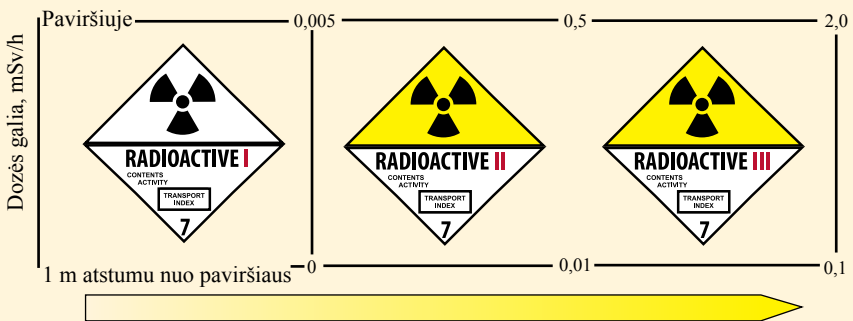 Paviršiuje 0,005 0,5 2,0
Dozės galia, mSv/h
RADIOACTIVE I
CONTENTS
ACTIVITY
TRANSPORT
INDEX
7
RADIOACTIVE II
CONTENTS
ACTIVITY
TRANSPORT
INDEX
7
RADIOACTIVE III
CONTENTS
ACTIVITY
TRANSPORT
INDEX
7
1 m atstumu nuo paviršiaus 0 0,01 0,1